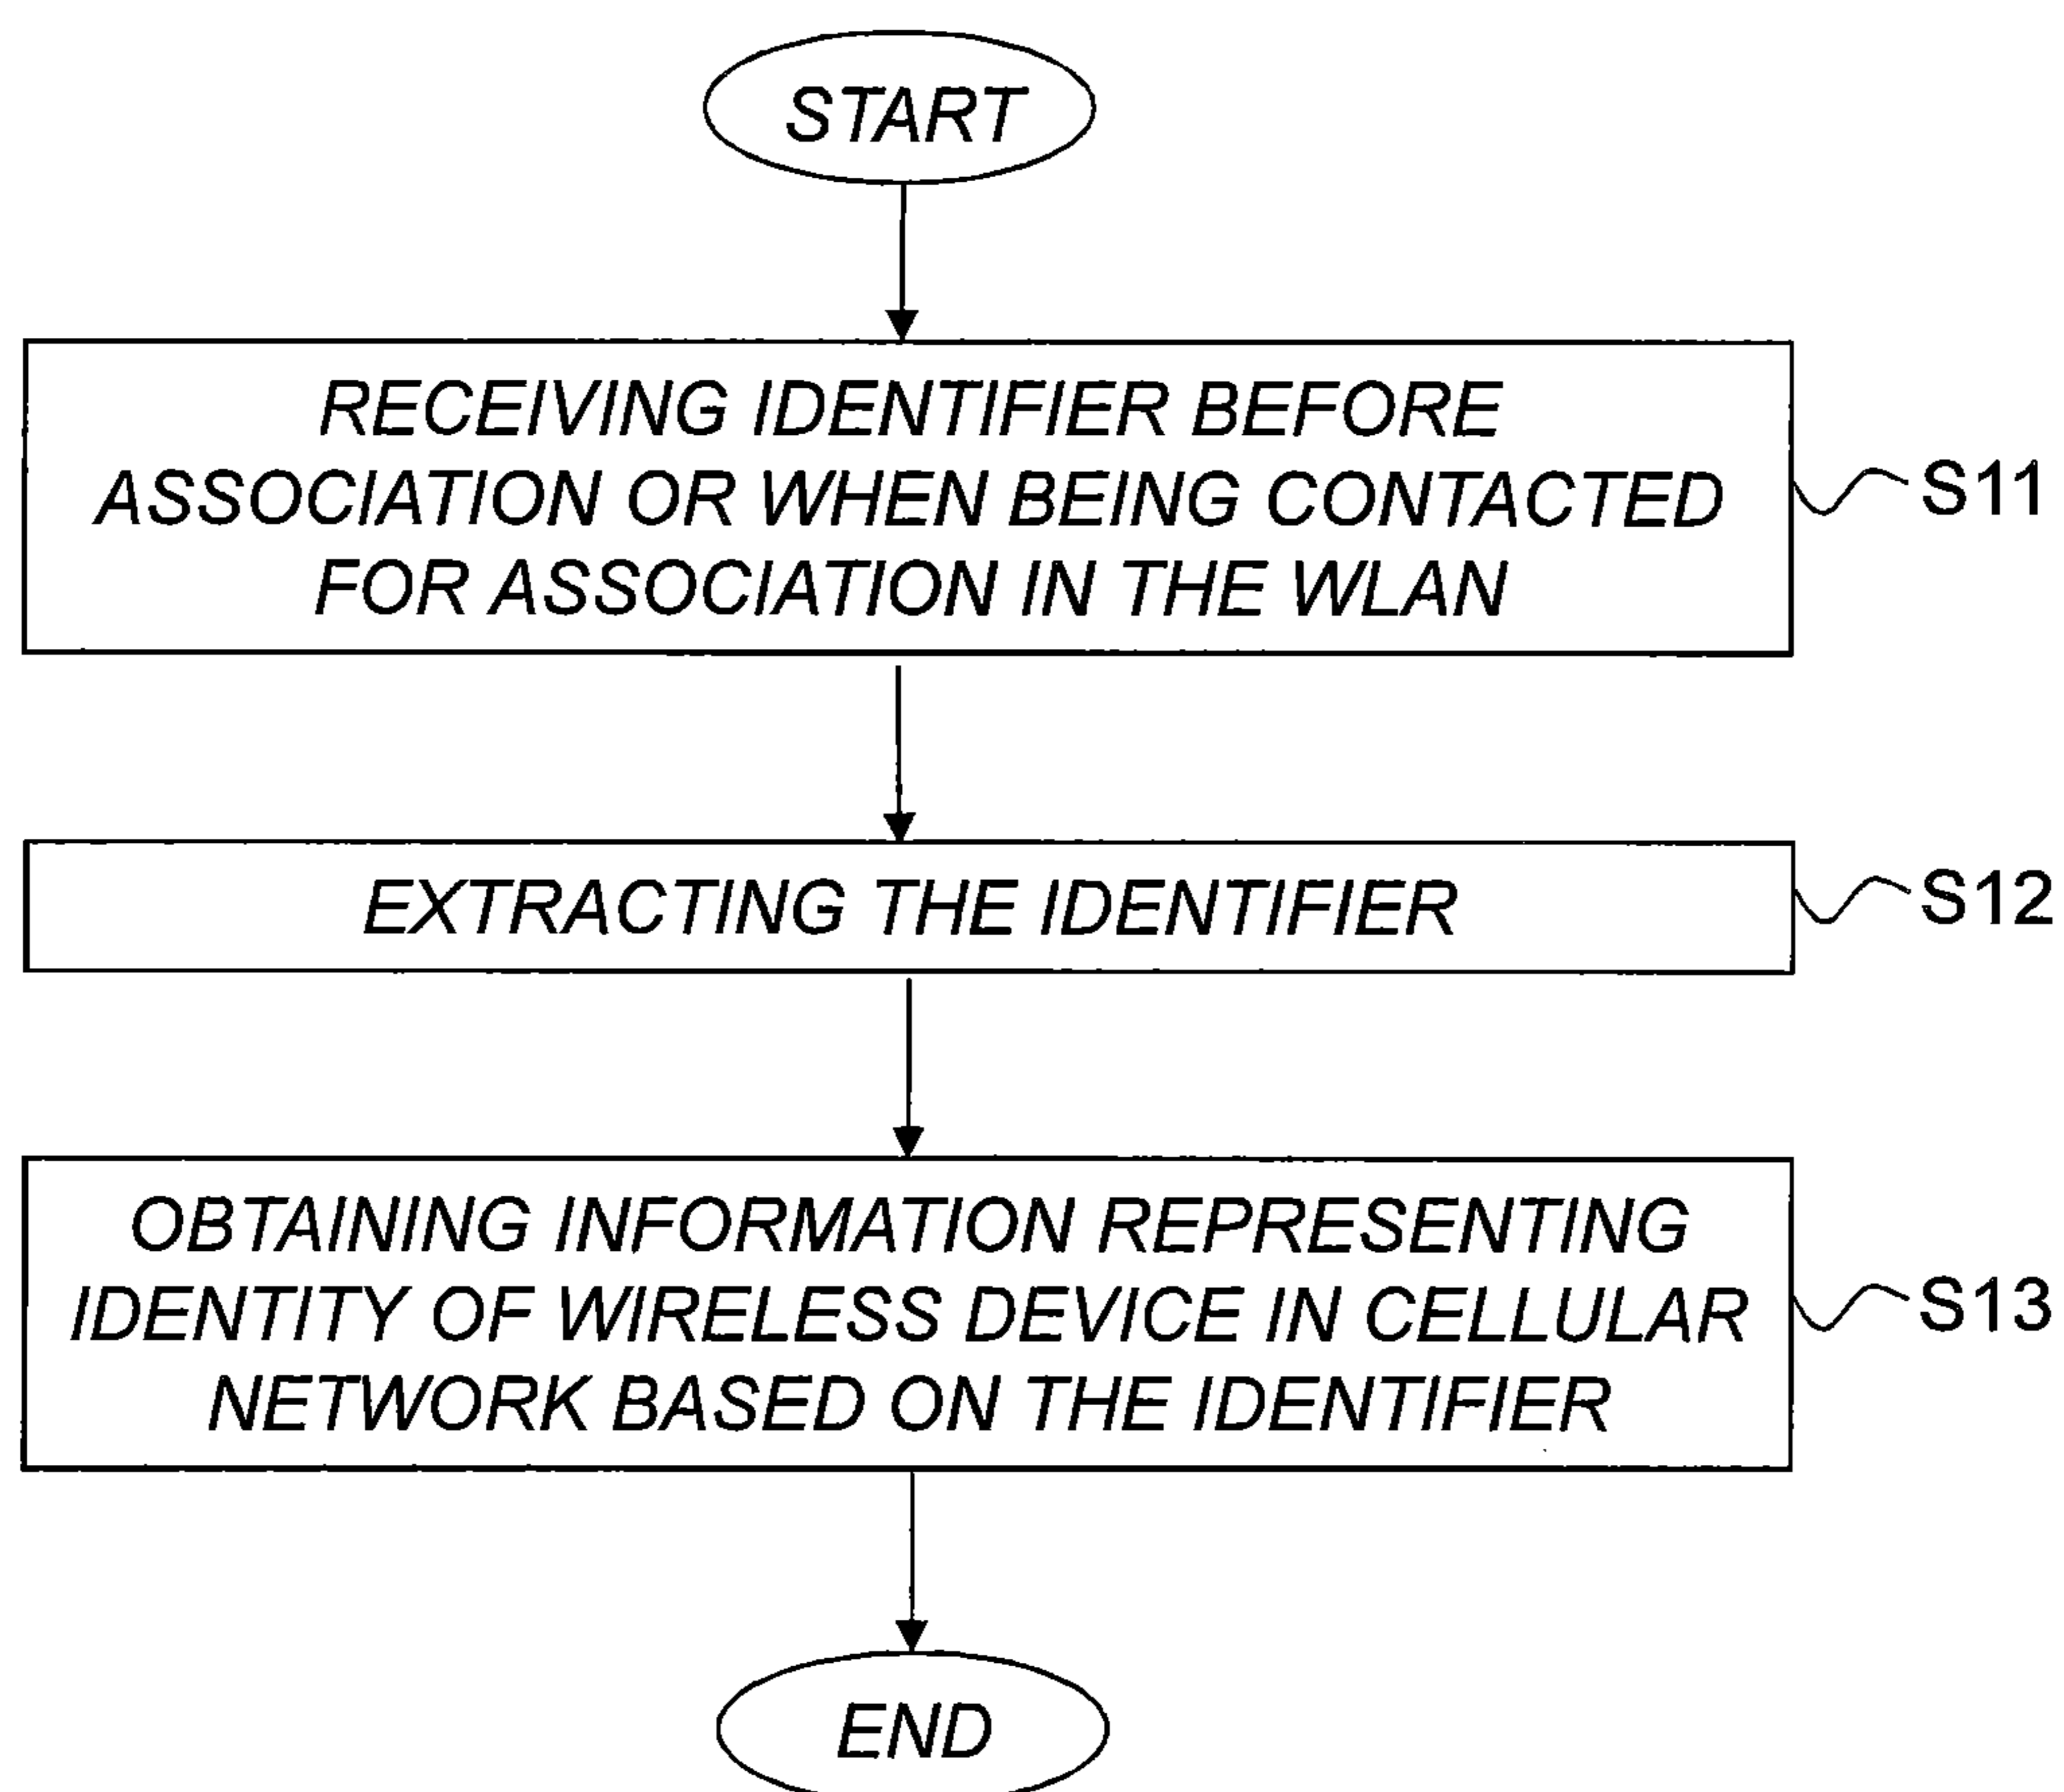 START
RECEIVING IDENTIFIER BEFORE
ASSOCIATION OR WHEN BEING CONTACTED
FOR ASSOCIATION IN THE WLAN
S11
EXTRACTING THE IDENTIFIER
S12
OBTAINING INFORMATION REPRESENTING
IDENTITY OF WIRELESS DEVICE IN CELLULAR
NETWORK BASED ON THE IDENTIFIER
S13
END